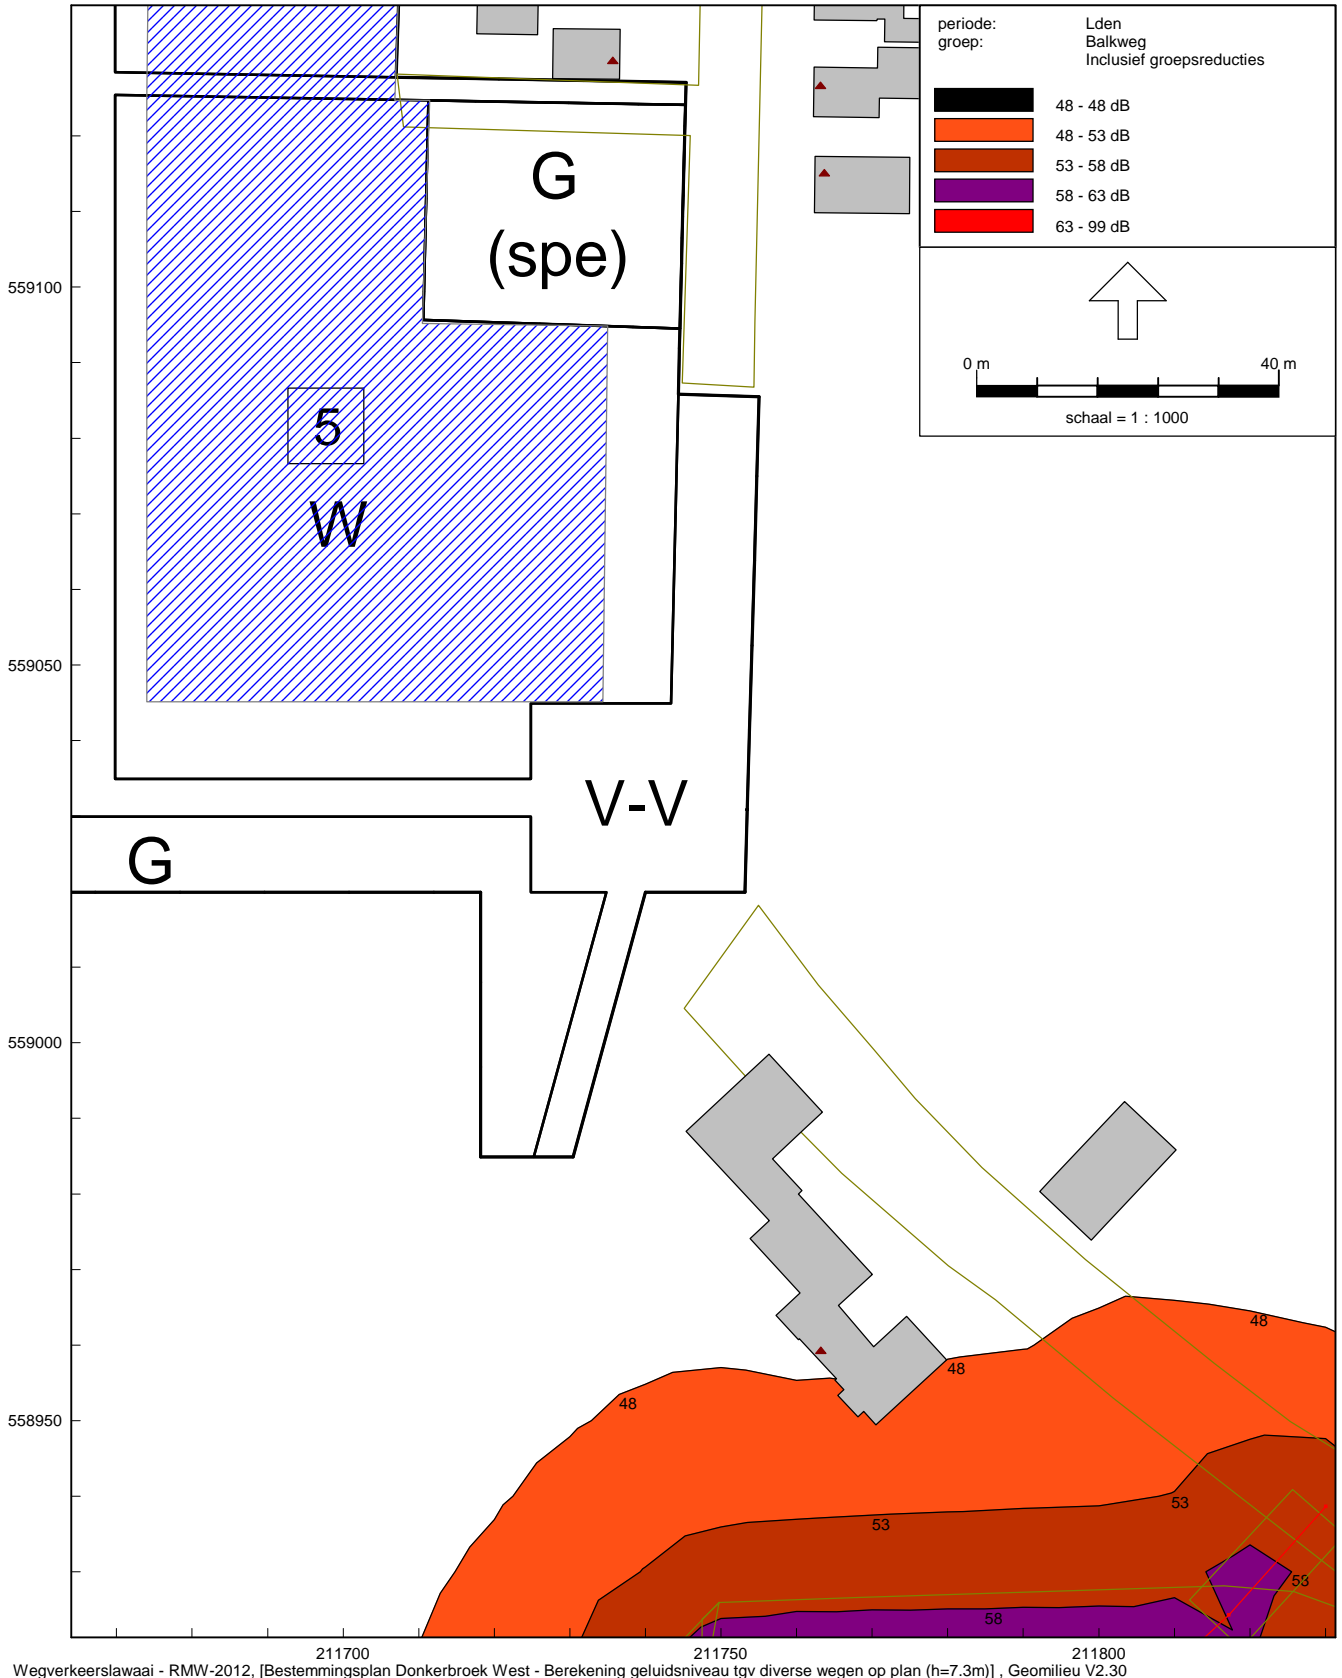 periode: Lden
groep: Balkweg
Inclusief groepsreducties
48 - 48 dB
48 - 53 dB
53 - 58 dB
58 - 63 dB
63 - 99 dB
0 m 40 m
schaal = 1 : 1000
G
(spe)
559100
5
W
559050
V-V
G
559000
48
48
48
558950
53
53
58
58
211700 211750 211800
Wegverkeerslawaai - RMW-2012, [Bestemmingsplan Donkerbroek West - Berekening geluidsniveau tgv diverse wegen op plan (h=7.3m)] , Geomilieu V2.30